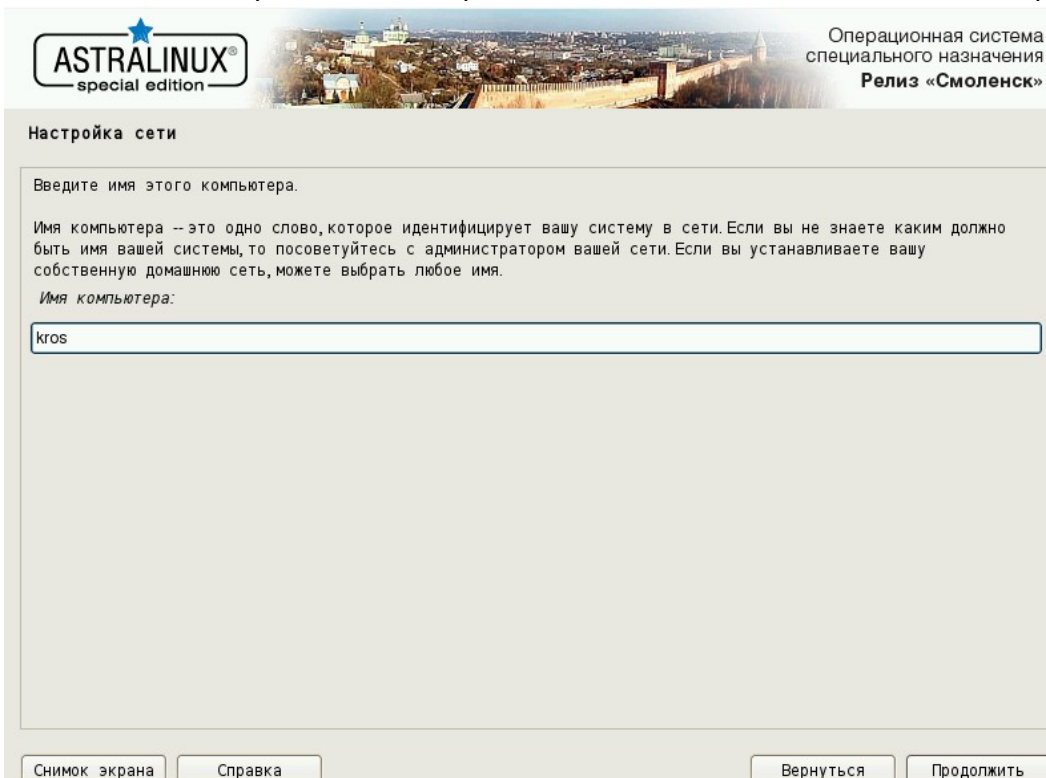 ASTRALINUX®
special edition
Операционная система
специального назначения
Релиз «Смоленск»
Настройка сети
Введите имя этого компьютера.
Имя компьютера -- это одно слово, которое идентифицирует вашу систему в сети. Если вы не знаете каким должно
быть имя вашей системы, то посоветуйтесь с администратором вашей сети. Если вы устанавливаете вашу
собственную домашнюю сеть, можете выбрать любое имя.
Имя компьютера:
kros
Снимок экрана
Справка
Вернуться
Продолжить